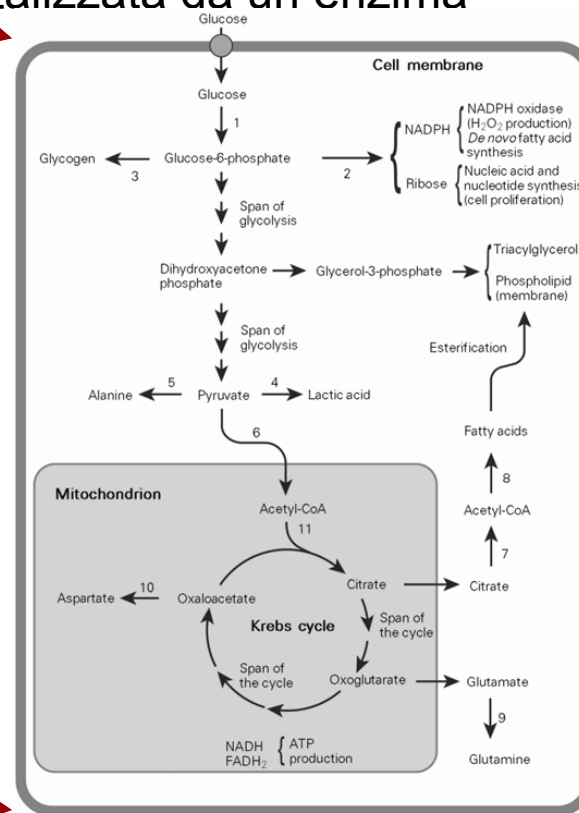 talizzata da un enzima
Glucose
Cell membrane
Glucose
1
NADPH
NADPH oxidase
(H₂O₂ production)
De novo fatty acid
synthesis
Glycogen
3
Glucose-6-phosphate
2
Ribose
Nucleic acid and
nucleotide synthesis
(cell proliferation)
Span of
glycolysis
Dihydroxyacetone
phosphate
Glycerol-3-phosphate
Triacylglycerol
Phospholipid
(membrane)
Span of
glycolysis
Esterification
Alanine
5
Pyruvate
4
Lactic acid
6
Fatty acids
8
Mitochondrion
Acetyl-CoA
Acetyl-CoA
11
7
Aspartate
10
Oxaloacetate
Citrate
Citrate
Krebs cycle
Span of
the cycle
Span of
the cycle
Oxoglutarate
Glutamate
9
NADH
FADH₂
ATP
production
Glutamine